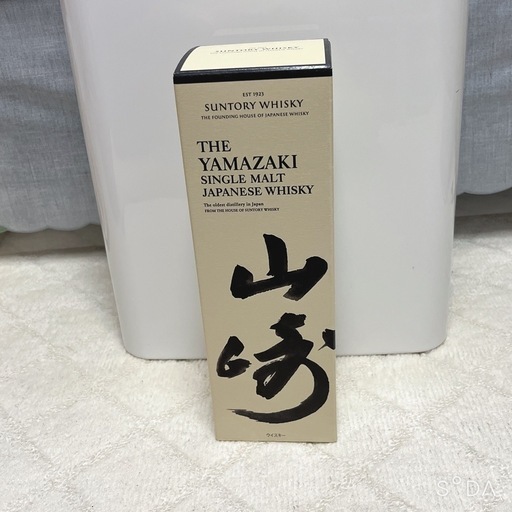 SUNTORY WHISKY
EST 1923
SUNTORY WHISKY
THE FOUNDING HOUSE OF JAPANESE WHISKY
THE
YAMAZAKI
SINGLE MALT
JAPANESE WHISKY
The oldest distillery in Japan
FROM THE HOUSE OF SUNTORY WHISKY
山崎
ウイスキー
SODA